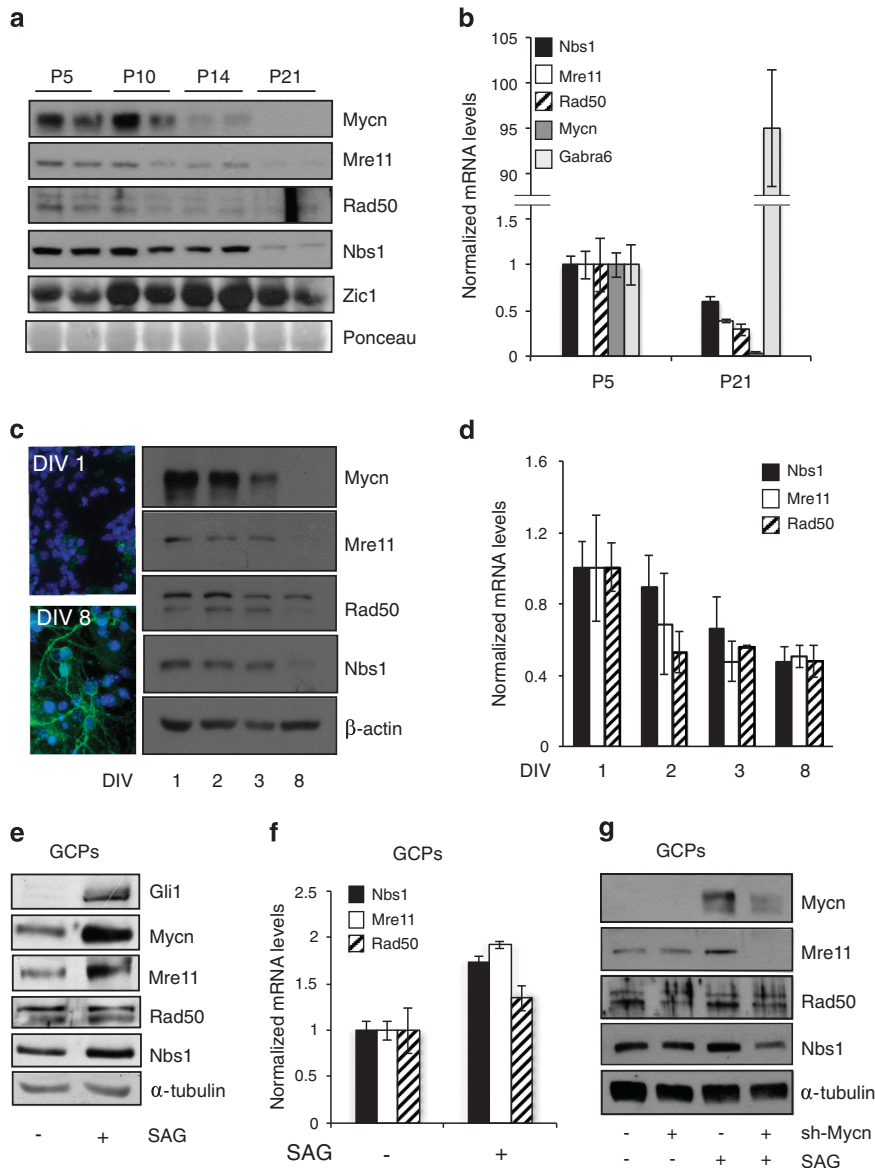 a
P5 P10 P14 P21
Mycn
Mre11
Rad50
Nbs1
Zic1
Ponceau
b
Normalized mRNA levels
105
100
95
90
1.5
1
0.5
0
Nbs1
Mre11
Rad50
Mycn
Gabra6
P5 P21
c
DIV 1
DIV 8
Mycn
Mre11
Rad50
Nbs1
β-actin
DIV 1 2 3 8
d
Normalized mRNA levels
1.6
1.2
0.8
0.4
0
Nbs1
Mre11
Rad50
DIV 1 2 3 8
e
GCPs
Gli1
Mycn
Mre11
Rad50
Nbs1
α-tubulin
- + SAG
f
GCPs
Normalized mRNA levels
2.5
2
1.5
1
0.5
0
Nbs1
Mre11
Rad50
SAG - +
g
GCPs
Mycn
Mre11
Rad50
Nbs1
α-tubulin
- + - + sh-Mycn
- - + + SAG